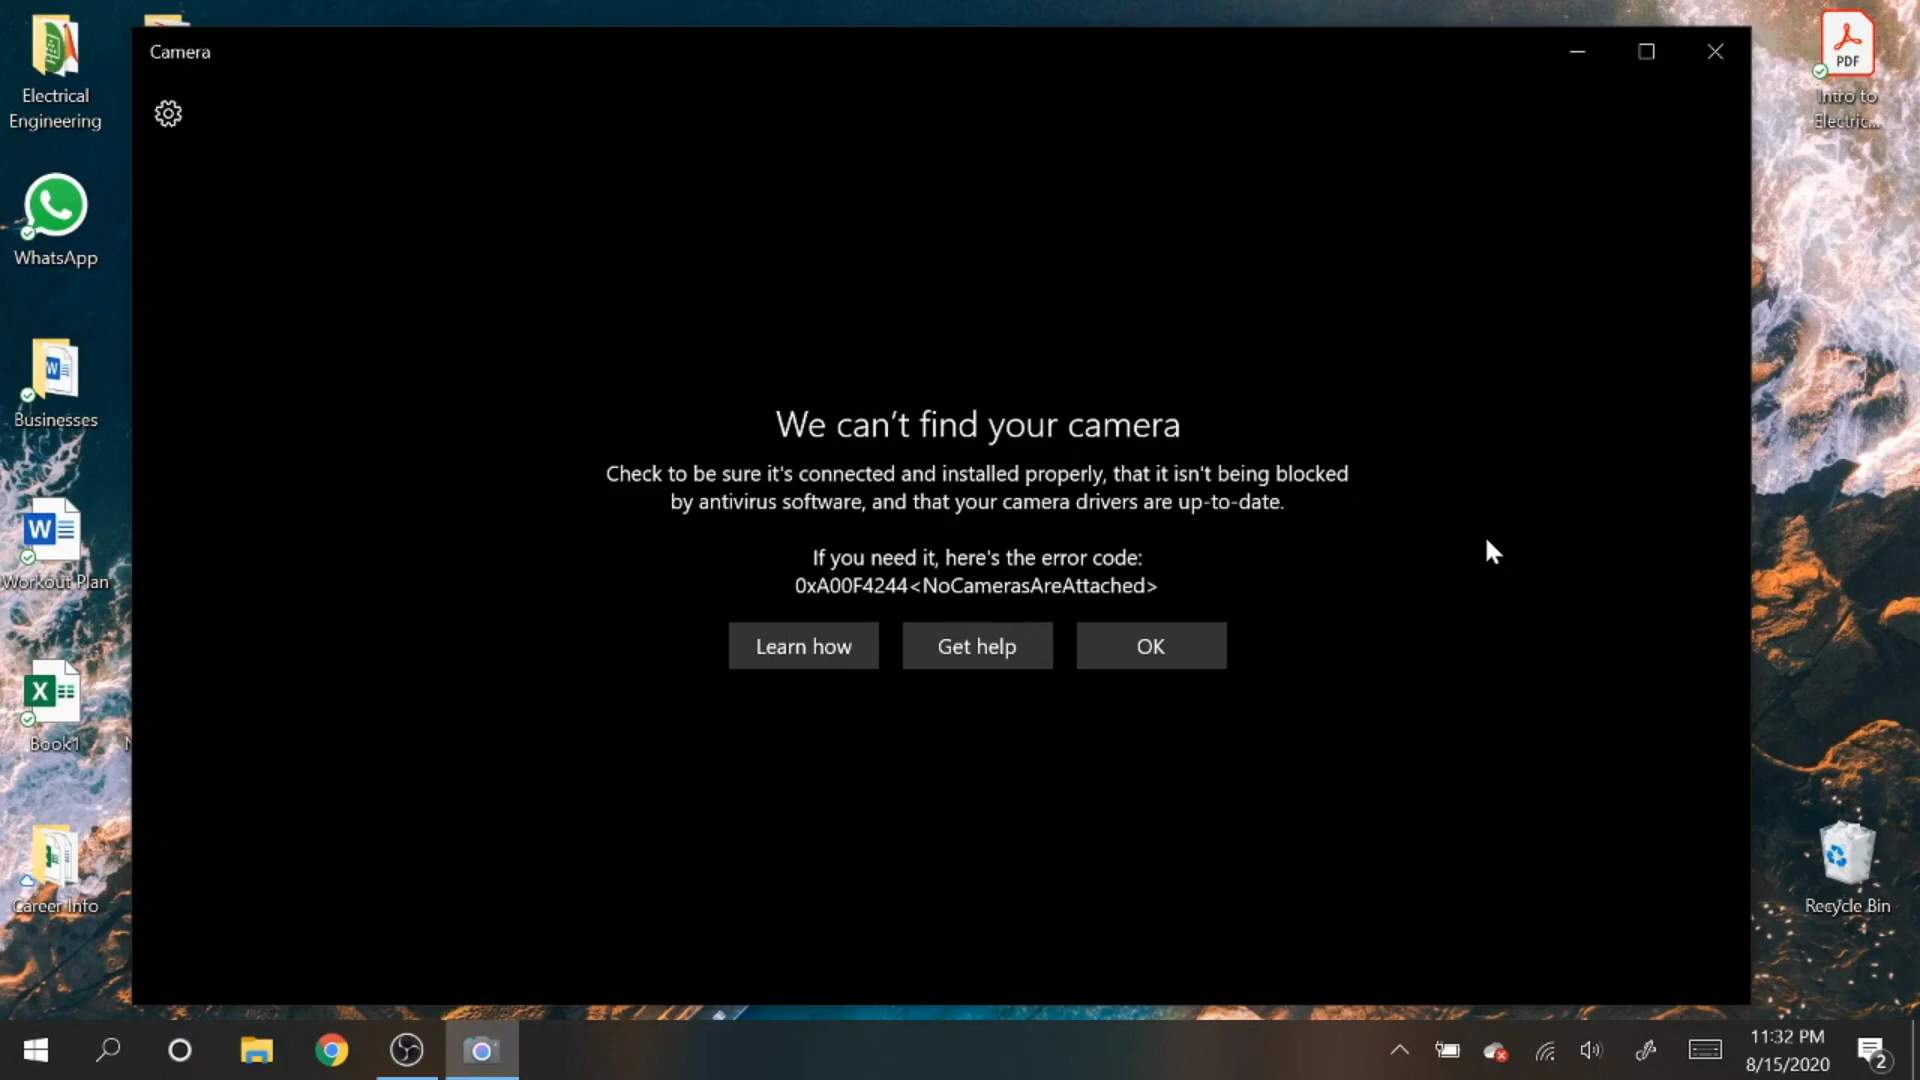 Camera
We can't find your camera
Check to be sure it's connected and installed properly, that it isn't being blocked
by antivirus software, and that your camera drivers are up-to-date.
If you need it, here's the error code:
0xA00F4244<NoCamerasAreAttached>
Learn how
Get help
OK
Electrical
Engineering
WhatsApp
Businesses
W
Workout Plan
X
Book1
Career Info
PDF
Intro to
Electric...
Recycle Bin
11:32 PM
8/15/2020
2